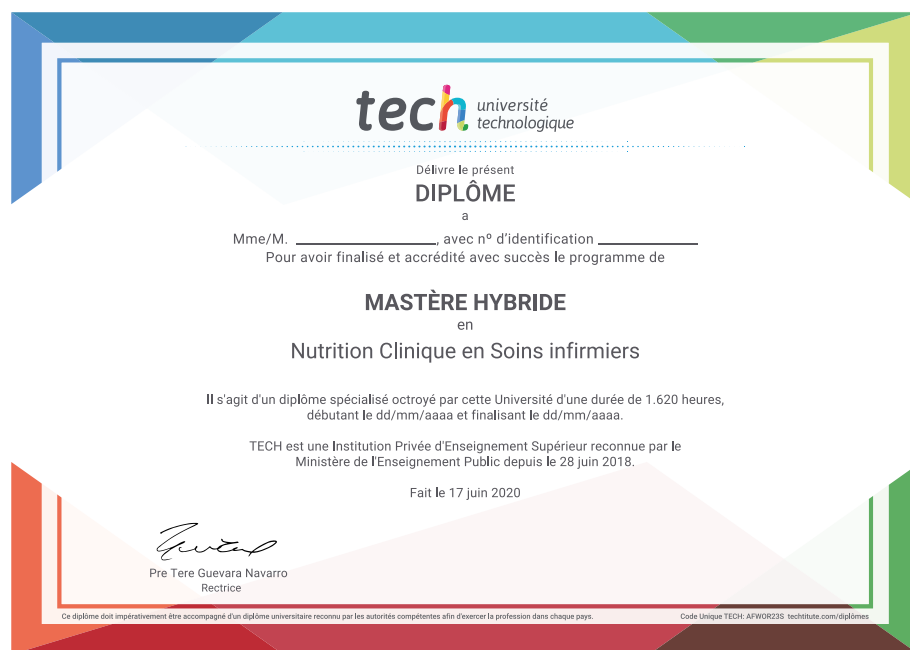 tech université
technologique
Délivre le présent
DIPLÔME
a
Mme/M. ____________________, avec nº d'identification ______________
Pour avoir finalisé et accrédité avec succès le programme de
MASTÈRE HYBRIDE
en
Nutrition Clinique en Soins infirmiers
Il s'agit d'un diplôme spécialisé octroyé par cette Université d'une durée de 1.620 heures,
débutant le dd/mm/aaaa et finalisant le dd/mm/aaaa.
TECH est une Institution Privée d'Enseignement Supérieur reconnue par le
Ministère de l'Enseignement Public depuis le 28 juin 2018.
Fait le 17 juin 2020
Pre Tere Guevara Navarro
Rectrice
Ce diplôme doit impérativement être accompagné d'un diplôme universitaire reconnu par les autorités compétentes afin d'exercer la profession dans chaque pays.
Code Unique TECH: AFWOR23S techtitute.com/diplômes